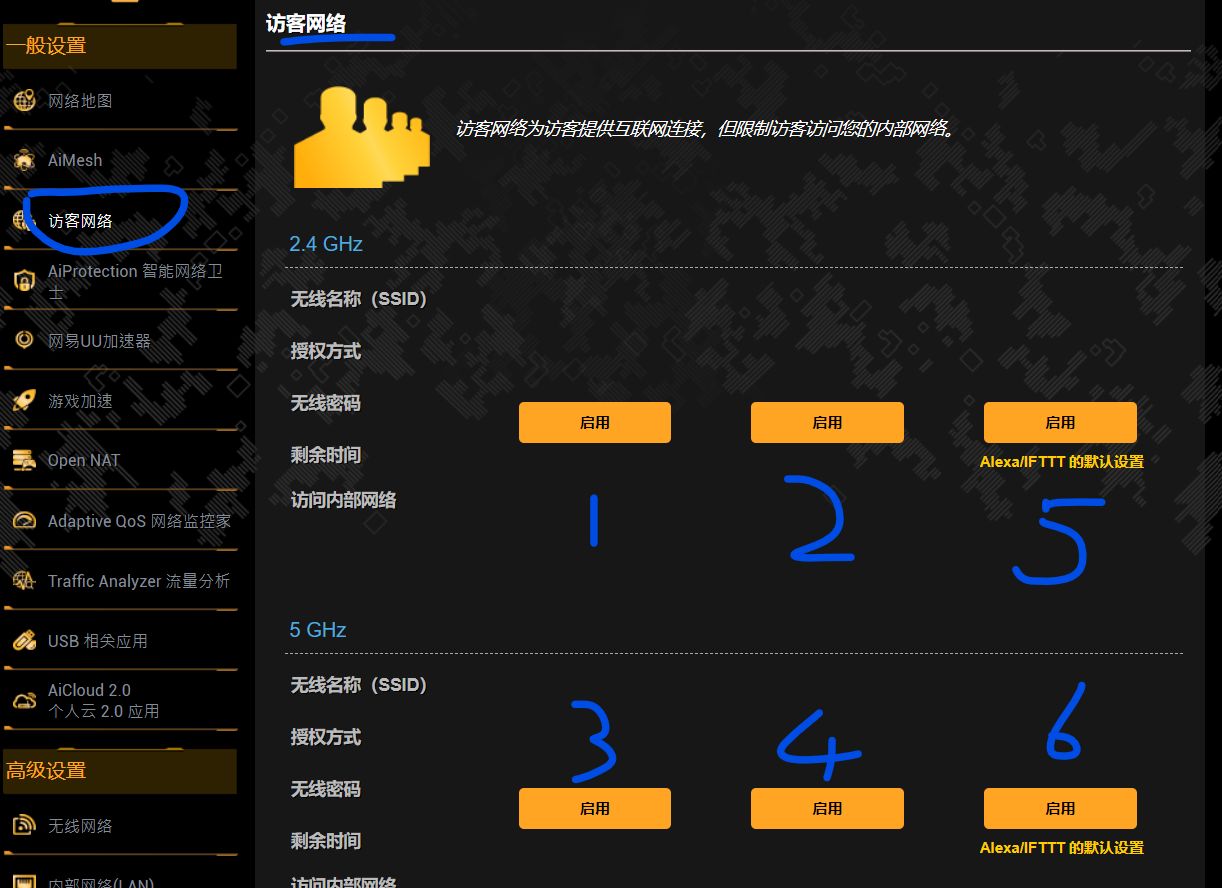 一般设置
网络地图
AiMesh
访客网络
AiProtection 智能网络卫
士
网易UU加速器
游戏加速
Open NAT
Adaptive QoS 网络监控家
Traffic Analyzer 流量分析
USB 相关应用
AiCloud 2.0
个人云 2.0 应用
高级设置
无线网络
内部网络(LAN)
访客网络
访客网络为访客提供互联网连接，但限制访客访问您的内部网络。
2.4 GHz
无线名称（SSID）
授权方式
无线密码
启用 启用 启用
Alexa/IFTTT 的默认设置
剩余时间
访问内部网络
1 2 5
5 GHz
无线名称（SSID）
3 4 6
授权方式
无线密码
启用 启用 启用
剩余时间
Alexa/IFTTT 的默认设置
访问内部网络